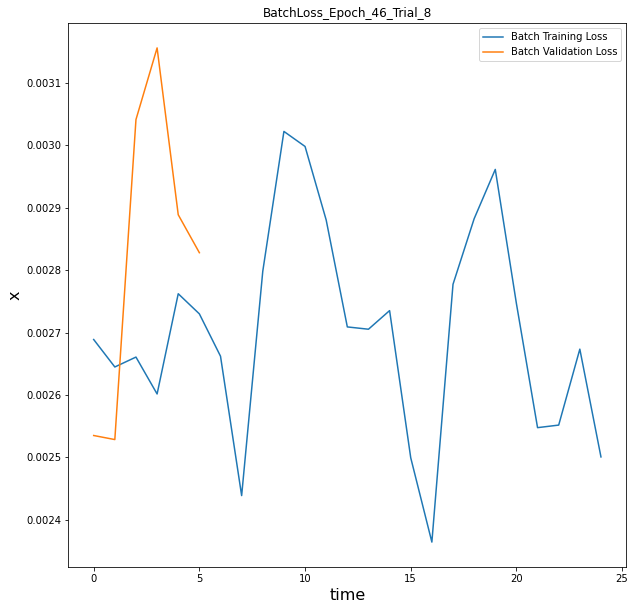 BatchLoss_Epoch_46_Trial_8
Batch Training Loss
Batch Validation Loss
x
0.0031
0.0030
0.0029
0.0028
0.0027
0.0026
0.0025
0.0024
0 5 10 15 20 25
time